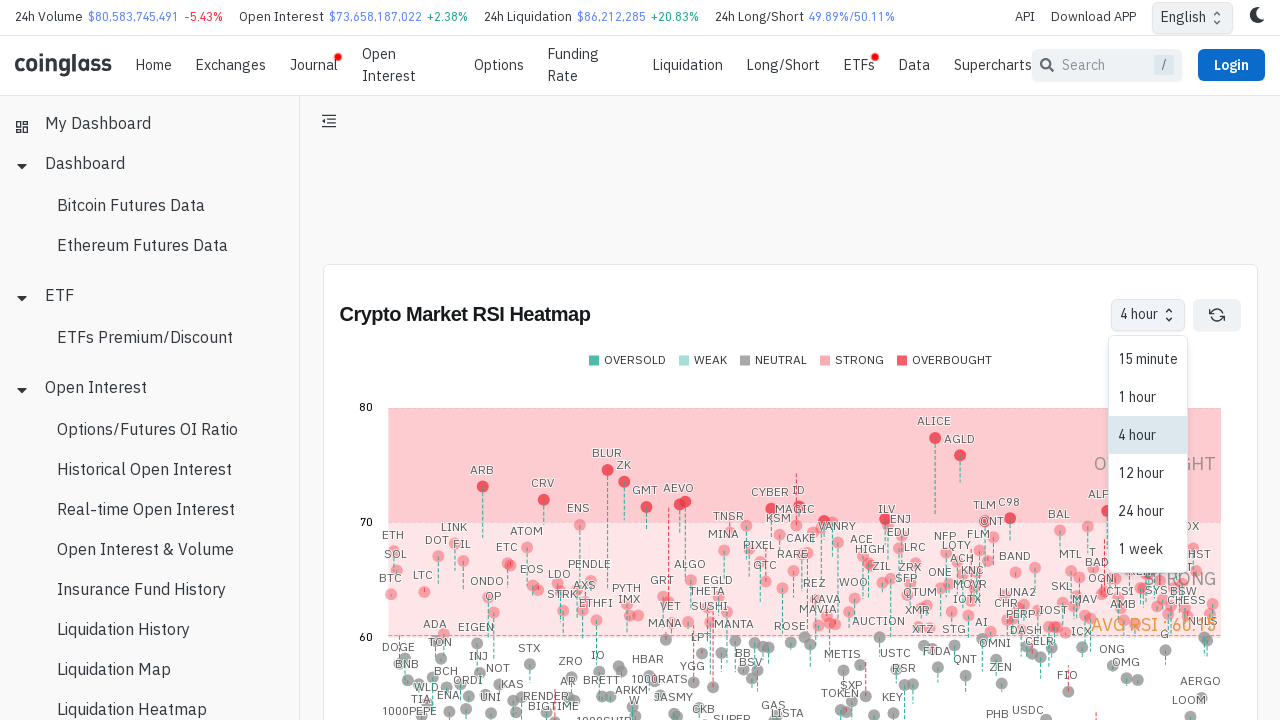 24h Volume $80,583,745,491 -5.43% Open Interest $73,658,187,022 +2.38% 24h Liquidation $86,212,285 +20.83% 24h Long/Short 49.89%/50.11% API Download APP English
coinglass Home Exchanges Journal Open Interest Options Funding Rate Liquidation Long/Short ETFs Data Supercharts Search / Login
My Dashboard
Dashboard
Bitcoin Futures Data
Ethereum Futures Data
ETF
ETFs Premium/Discount
Open Interest
Options/Futures OI Ratio
Historical Open Interest
Real-time Open Interest
Open Interest & Volume
Insurance Fund History
Liquidation History
Liquidation Map
Liquidation Heatmap
Crypto Market RSI Heatmap
4 hour
15 minute
1 hour
4 hour
12 hour
24 hour
1 week
OVERSOLD WEAK NEUTRAL STRONG OVERBOUGHT
80
ALICE
AGLD
BLUR
ZK
ARB
CRV
GMT AEVO
CYBER ID
TLM C98
ENS
MAGIC
ILV
BAL
70
TNSR
KSM
VANRY
ENJ
ETH
LINK
ATOM
MINA
CAKE
ACE
EDU
NFP
FLM
DOT
FIL
ETC
PIXEL
RARE
HIGH
LRC
LOTY
SOL
MTL
BAND
STRONG
BTC
LTC
EOS
LDO
PENDLE
ALGO
GTC
ZIL
ZRX
ACH
ONDO
AXS
GRT
EGLD
REZ
WOO
ONE
KNC
OP
STRK
PYTH
THETA
QTUM
MOVR
SKL
ETHFI
IMX
SUSHI
KAVA
XMR
IOTX
CHR
LUNA2
MAV
AMB
SYS
BSW
CHESS
ADA
EIGEN
MANA
MANTA
ROSE
MAVIA
AUCTION
XTZ
STG
AI
PERP
IOST
ICX
NULS
60
DOGE
TON
STX
LPT
DASH
CELR
OMNI
BNB
INJ
ZRO
IO
HBAR
YGG
BB
BSV
METIS
USTC
FIDA
QNT
ZEN
ONG
OMG
G
BCH
NOT
ORDI
KAS
AR
BRETT
1000RATS
RSR
FIO
AERGO
WLD
TIA
ENA
UNI
RENDER
ARKM
JASMY
SXP
TOKEN
KEY
LOOM
1000PEPE
BIGTIME
W
CKB
GAS
PHB
USDC
SUPER
LISTA